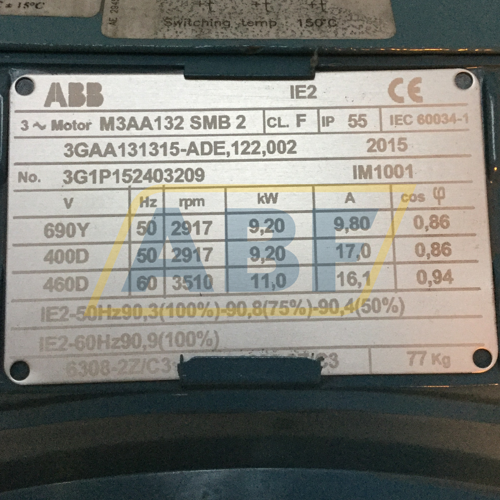 = 15°C
+t +t
Switching temp 150°C
ABB IE2 CE
3 ~ Motor M3AA132 SMB 2 CL. F IP 55 IEC 60034-1
3GAA131315-ADE,122,002 2015
No. 3G1P152403209 IM1001
V Hz rpm kW A cos φ
690Y 50 2917 9,20 9,80 0,86
400D 50 2917 9,20 17,0 0,86
460D 60 3510 11,0 16,1 0,94
ABF
IE2-50Hz90,3(100%)-90,8(75%)-90,4(50%)
IE2-60Hz90,9(100%)
6308-2Z/C3 /C3 77 Kg